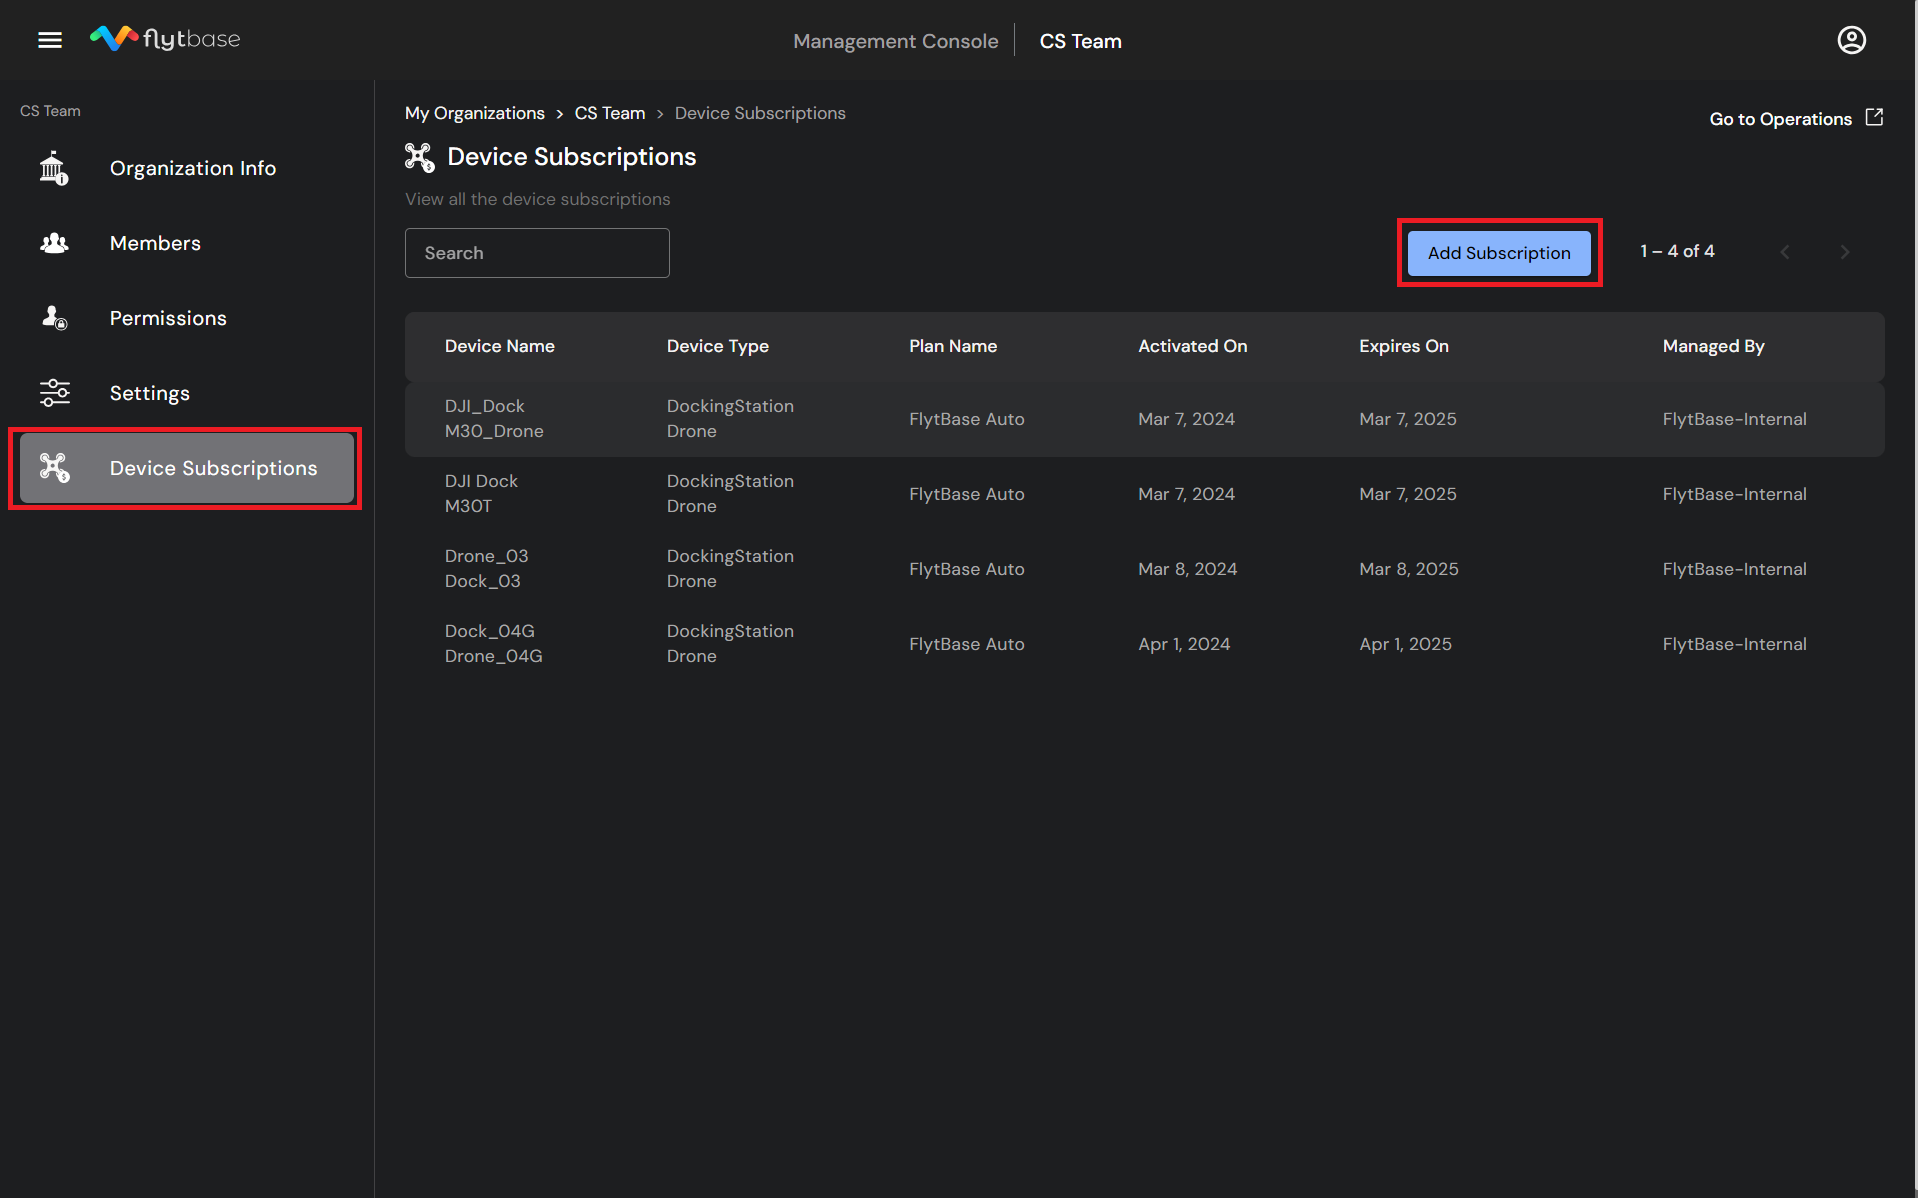 flytbase
Management Console
CS Team
CS Team
Organization Info
Members
Permissions
Settings
Device Subscriptions
My Organizations > CS Team > Device Subscriptions
Go to Operations
Device Subscriptions
View all the device subscriptions
Search
Add Subscription
1 – 4 of 4
Device Name Device Type Plan Name Activated On Expires On Managed By
DJI_Dock DockingStation
M30_Drone Drone
FlytBase Auto Mar 7, 2024 Mar 7, 2025 FlytBase-Internal
DJI Dock DockingStation
M30T Drone
FlytBase Auto Mar 7, 2024 Mar 7, 2025 FlytBase-Internal
Drone_03 DockingStation
Dock_03 Drone
FlytBase Auto Mar 8, 2024 Mar 8, 2025 FlytBase-Internal
Dock_04G DockingStation
Drone_04G Drone
FlytBase Auto Apr 1, 2024 Apr 1, 2025 FlytBase-Internal